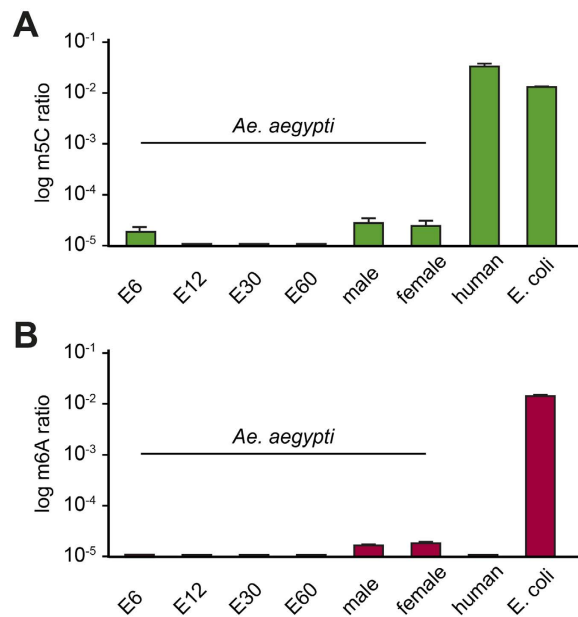 A
log m5C ratio
10⁻¹
10⁻²
10⁻³
10⁻⁴
10⁻⁵
Ae. aegypti
E6
E12
E30
E60
male
female
human
E. coli
B
log m6A ratio
10⁻¹
10⁻²
10⁻³
10⁻⁴
10⁻⁵
Ae. aegypti
E6
E12
E30
E60
male
female
human
E. coli